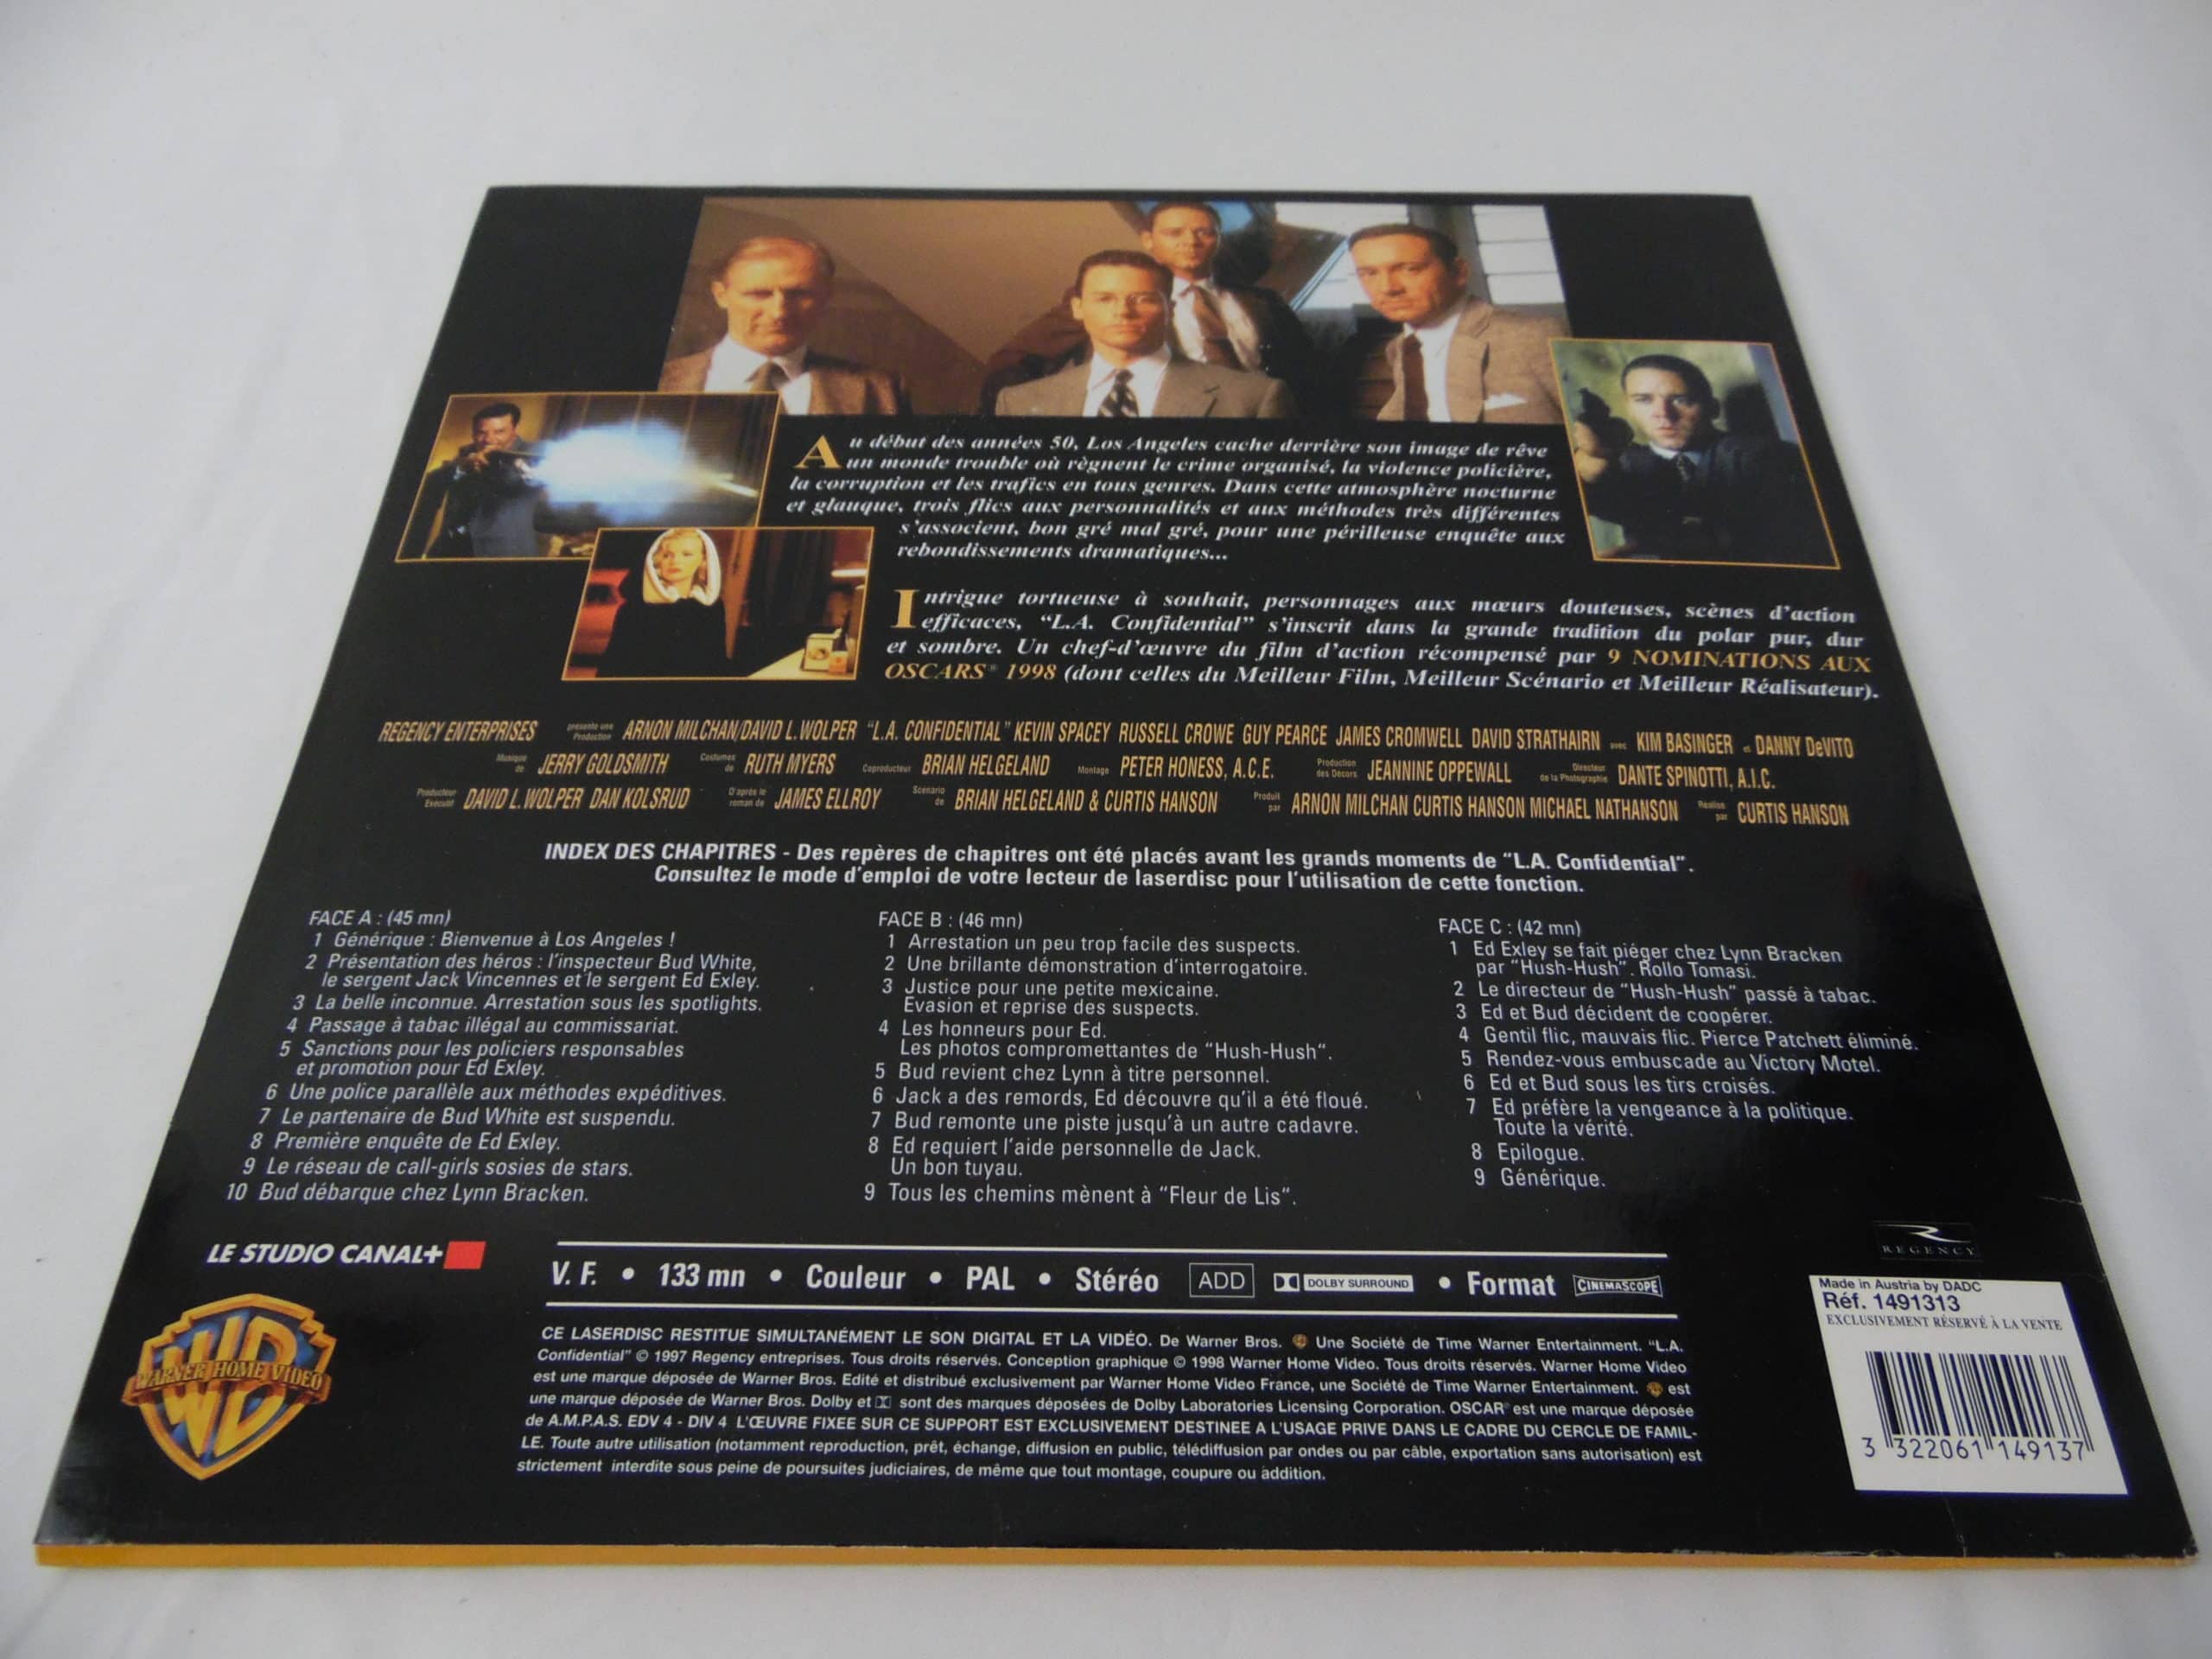 Au début des années 50, Los Angeles cache derrière son image de rêve
un monde trouble où règnent le crime organisé, la violence policière,
la corruption et les trafics en tous genres. Dans cette atmosphère nocturne
et glauque, trois flics aux personnalités et aux méthodes très différentes
s'associent, bon gré mal gré, pour une périlleuse enquête aux
rebondissements dramatiques...
Intrigue tortueuse à souhait, personnages aux mœurs douteuses, scènes d'action
efficaces, “L.A. Confidential” s'inscrit dans la grande tradition du polar pur, dur
et sombre. Un chef-d'œuvre du film d'action récompensé par 9 NOMINATIONS AUX
OSCARS® 1998 (dont celles du Meilleur Film, Meilleur Scénario et Meilleur Réalisateur).
REGENCY ENTERPRISES présente une Production ARNON MILCHAN/DAVID L. WOLPER “L.A. CONFIDENTIAL” KEVIN SPACEY RUSSELL CROWE GUY PEARCE JAMES CROMWELL DAVID STRATHAIRN avec KIM BASINGER et DANNY DeVITO
Musique de JERRY GOLDSMITH Costumes de RUTH MYERS Coproducteur BRIAN HELGELAND Montage PETER HONESS, A.C.E. Production des Décors JEANNINE OPPEWALL Directeur de la Photographie DANTE SPINOTTI, A.I.C.
Producteur Exécutif DAVID L. WOLPER DAN KOLSRUD D'après le roman de JAMES ELLROY Scénario de BRIAN HELGELAND & CURTIS HANSON Produit par ARNON MILCHAN CURTIS HANSON MICHAEL NATHANSON Réalisé par CURTIS HANSON
INDEX DES CHAPITRES - Des repères de chapitres ont été placés avant les grands moments de “L.A. Confidential”.
Consultez le mode d'emploi de votre lecteur de laserdisc pour l'utilisation de cette fonction.
FACE A : (45 mn)
1 Générique : Bienvenue à Los Angeles !
2 Présentation des héros : l'inspecteur Bud White,
le sergent Jack Vincennes et le sergent Ed Exley.
3 La belle inconnue. Arrestation sous les spotlights.
4 Passage à tabac illégal au commissariat.
5 Sanctions pour les policiers responsables
et promotion pour Ed Exley.
6 Une police parallèle aux méthodes expéditives.
7 Le partenaire de Bud White est suspendu.
8 Première enquête de Ed Exley.
9 Le réseau de call-girls sosies de stars.
10 Bud débarque chez Lynn Bracken.
FACE B : (46 mn)
1 Arrestation un peu trop facile des suspects.
2 Une brillante démonstration d'interrogatoire.
3 Justice pour une petite mexicaine.
Evasion et reprise des suspects.
4 Les honneurs pour Ed.
Les photos compromettantes de “Hush-Hush“.
5 Bud revient chez Lynn à titre personnel.
6 Jack a des remords, Ed découvre qu'il a été floué.
7 Bud remonte une piste jusqu'à un autre cadavre.
8 Ed requiert l'aide personnelle de Jack.
Un bon tuyau.
9 Tous les chemins mènent à “Fleur de Lis“.
FACE C : (42 mn)
1 Ed Exley se fait piéger chez Lynn Bracken
par “Hush-Hush“. Rollo Tomasi.
2 Le directeur de “Hush-Hush” passé à tabac.
3 Ed et Bud décident de coopérer.
4 Gentil flic, mauvais flic. Pierce Patchett éliminé.
5 Rendez-vous embuscade au Victory Motel.
6 Ed et Bud sous les tirs croisés.
7 Ed préfère la vengeance à la politique.
Toute la vérité.
8 Epilogue.
9 Générique.
LE STUDIO CANAL+
WB
WARNER HOME VIDEO
V. F. • 133 mn • Couleur • PAL • Stéréo ADD DOLBY SURROUND • Format CINEMASCOPE
CE LASERDISC RESTITUE SIMULTANÉMENT LE SON DIGITAL ET LA VIDÉO. De Warner Bros. Une Société de Time Warner Entertainment. “L.A.
Confidential” © 1997 Regency entreprises. Tous droits réservés. Conception graphique © 1998 Warner Home Video. Tous droits réservés. Warner Home Video
est une marque déposée de Warner Bros. Edité et distribué exclusivement par Warner Home Video France, une Société de Time Warner Entertainment. est
une marque déposée de Warner Bros. Dolby et sont des marques déposées de Dolby Laboratories Licensing Corporation. OSCAR® est une marque déposée
de A.M.P.A.S. EDV 4 - DIV 4 L'ŒUVRE FIXEE SUR CE SUPPORT EST EXCLUSIVEMENT DESTINEE A L'USAGE PRIVE DANS LE CADRE DU CERCLE DE FAMIL-
LE. Toute autre utilisation (notamment reproduction, prêt, échange, diffusion en public, télédiffusion par ondes ou par câble, exportation sans autorisation) est
strictement interdite sous peine de poursuites judiciaires, de même que tout montage, coupure ou addition.
REGENCY
Made in Austria by DADC
Réf. 1491313
EXCLUSIVEMENT RÉSERVÉ À LA VENTE
3 322061 149137